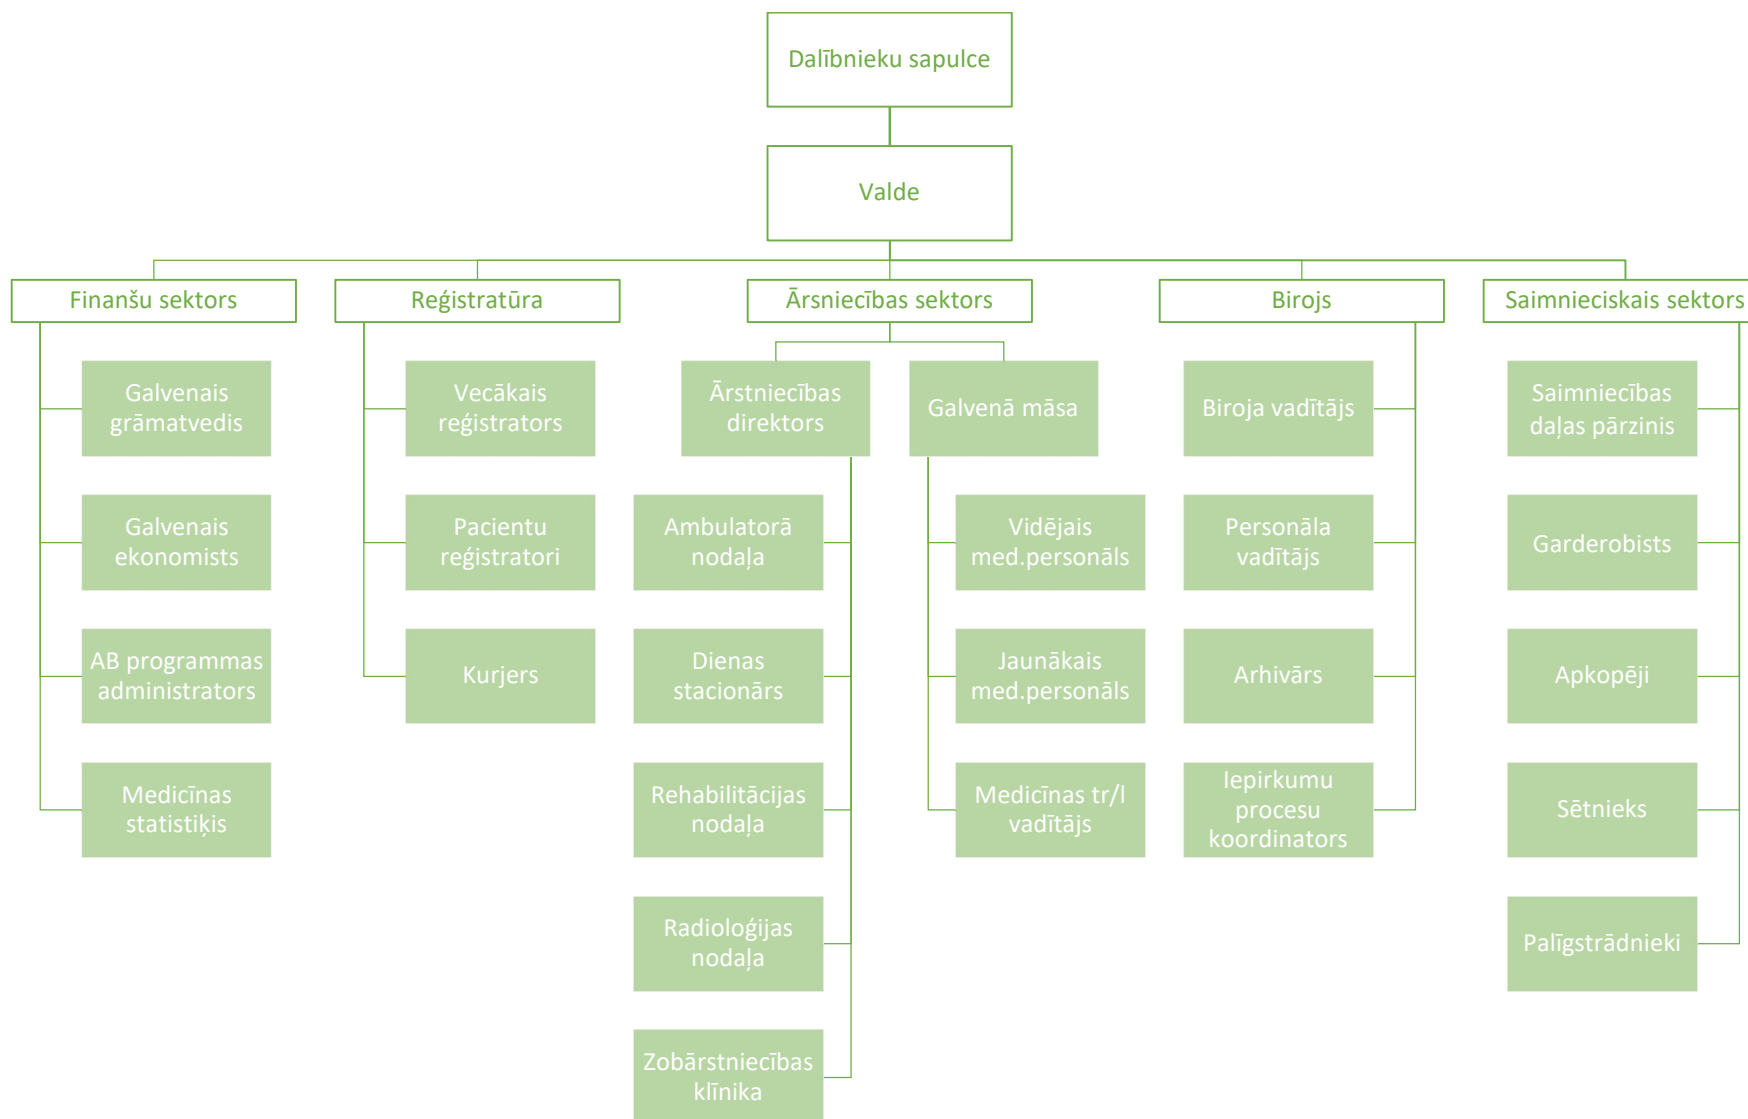 Dalībnieku sapulce
Valde
Finanšu sektors
Galvenais
grāmatvedis
Galvenais
ekonomists
AB programmas
administrators
Medicīnas
statistiķis
Reģistratūra
Vecākais
reģistrators
Pacientu
reģistratori
Kurjers
Ārsniecības sektors
Ārstniecības
direktors
Ambulatorā
nodaļa
Dienas
stacionārs
Rehabilitācijas
nodaļa
Radioloģijas
nodaļa
Zobārstniecības
klīnika
Galvenā māsa
Vidējais
med.personāls
Jaunākais
med.personāls
Medicīnas tr/l
vadītājs
Birojs
Biroja vadītājs
Personāla
vadītājs
Arhivārs
Iepirkumu
procesu
koordinators
Saimnieciskais sektors
Saimniecības
daļas pārzinis
Garderobists
Apkopēji
Sētnieks
Palīgstrādnieki